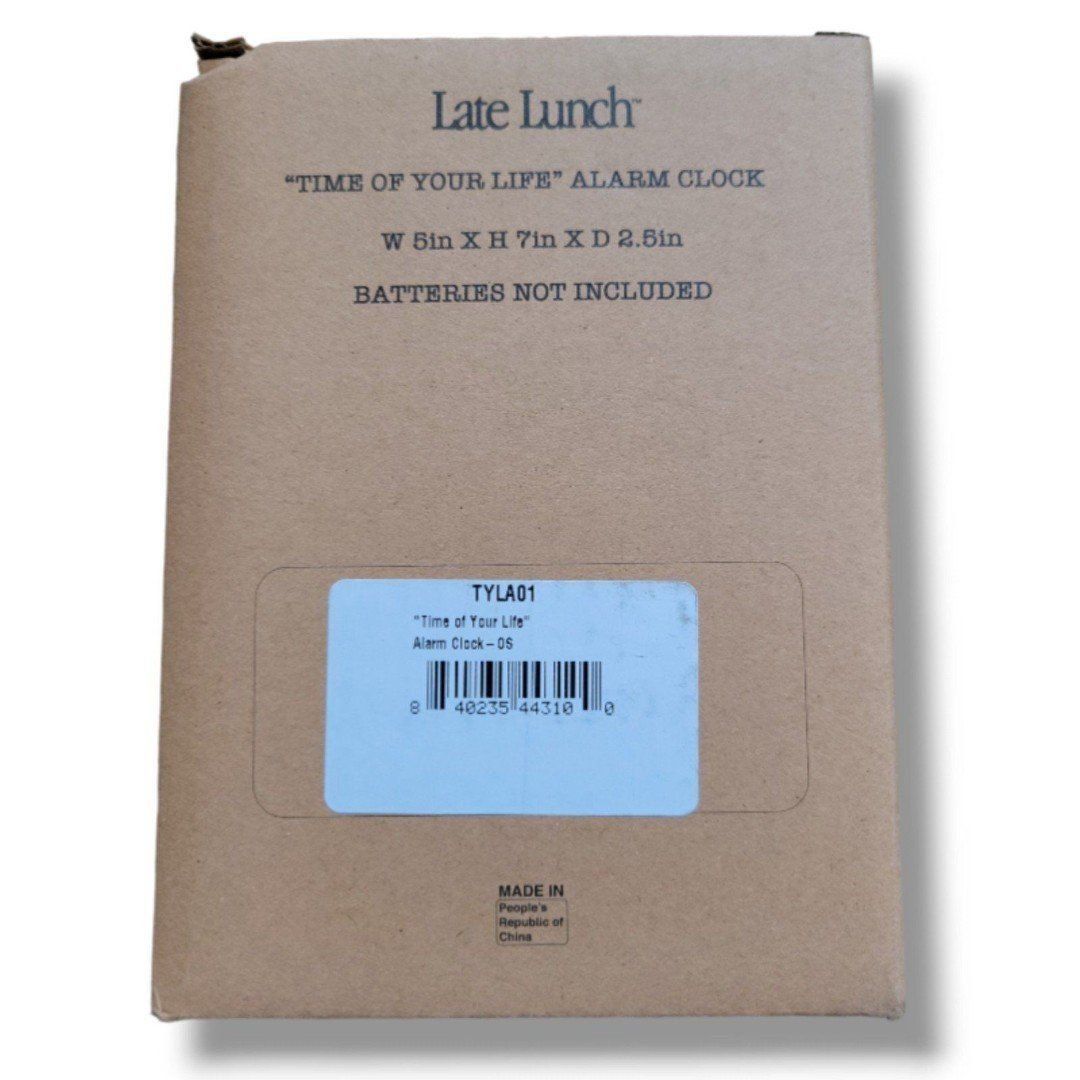 Late Lunch™
“TIME OF YOUR LIFE” ALARM CLOCK
W 5in X H 7in X D 2.5in
BATTERIES NOT INCLUDED
TYLA01
"Time of Your Life"
Alarm Clock – OS
8 40235 44310 0
MADE IN
People's
Republic of
China